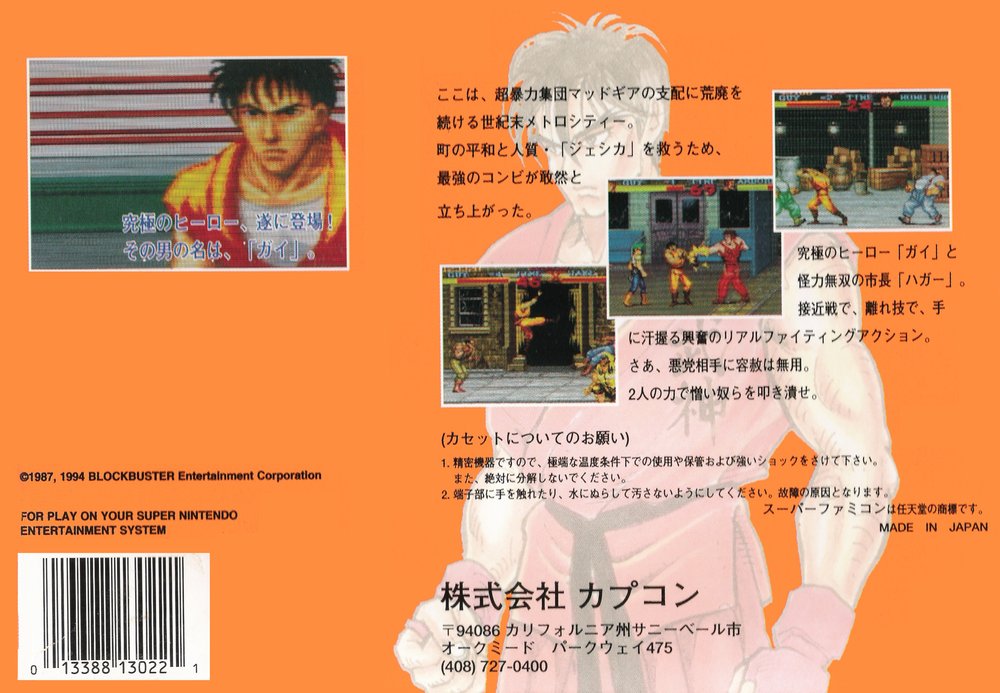 究極のヒーロー、遂に登場!
その男の名は、「ガイ」。
ここは、超暴力集団マッドギアの支配に荒廃を
続ける世紀末メトロシティー。
町の平和と人質・「ジェシカ」を救うため、
最強のコンビが敢然と
立ち上がった。
究極のヒーロー「ガイ」と
怪力無双の市長「ハガー」。
接近戦で、離れ技で、手
に汗握る興奮のリアルファイティングアクション。
さあ、悪党相手に容赦は無用。
2人の力で憎い奴らを叩き潰せ。
(カセットについてのお願い)
1. 精密機器ですので、極端な温度条件下での使用や保管および強いショックをさけて下さい。
また、絶対に分解しないでください。
2. 端子部に手を触れたり、水にぬらして汚さないようにしてください。故障の原因となります。
スーパーファミコンは任天堂の商標です。
MADE IN JAPAN
©1987, 1994 BLOCKBUSTER Entertainment Corporation
FOR PLAY ON YOUR SUPER NINTENDO
ENTERTAINMENT SYSTEM
0 13388 13022 1
株式会社 カプコン
〒94086 カリフォルニア州サニーベール市
オークミード パークウェイ475
(408) 727-0400